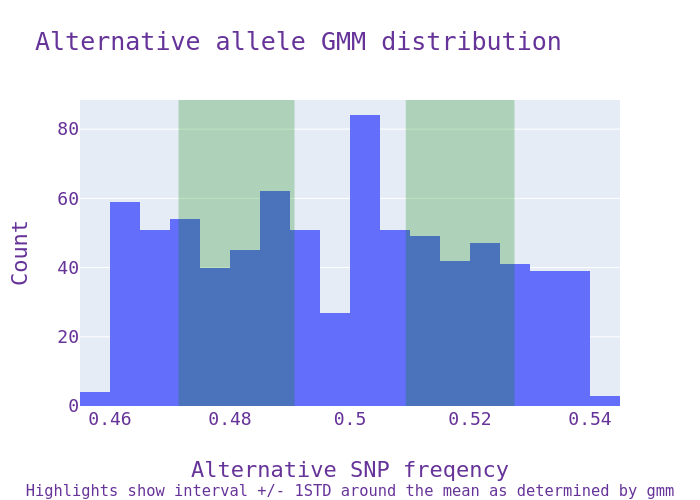 Alternative allele GMM distribution
80
60
40
20
0
Count
0.46 0.48 0.5 0.52 0.54
Alternative SNP freqency
Highlights show interval +/- 1STD around the mean as determined by gmm